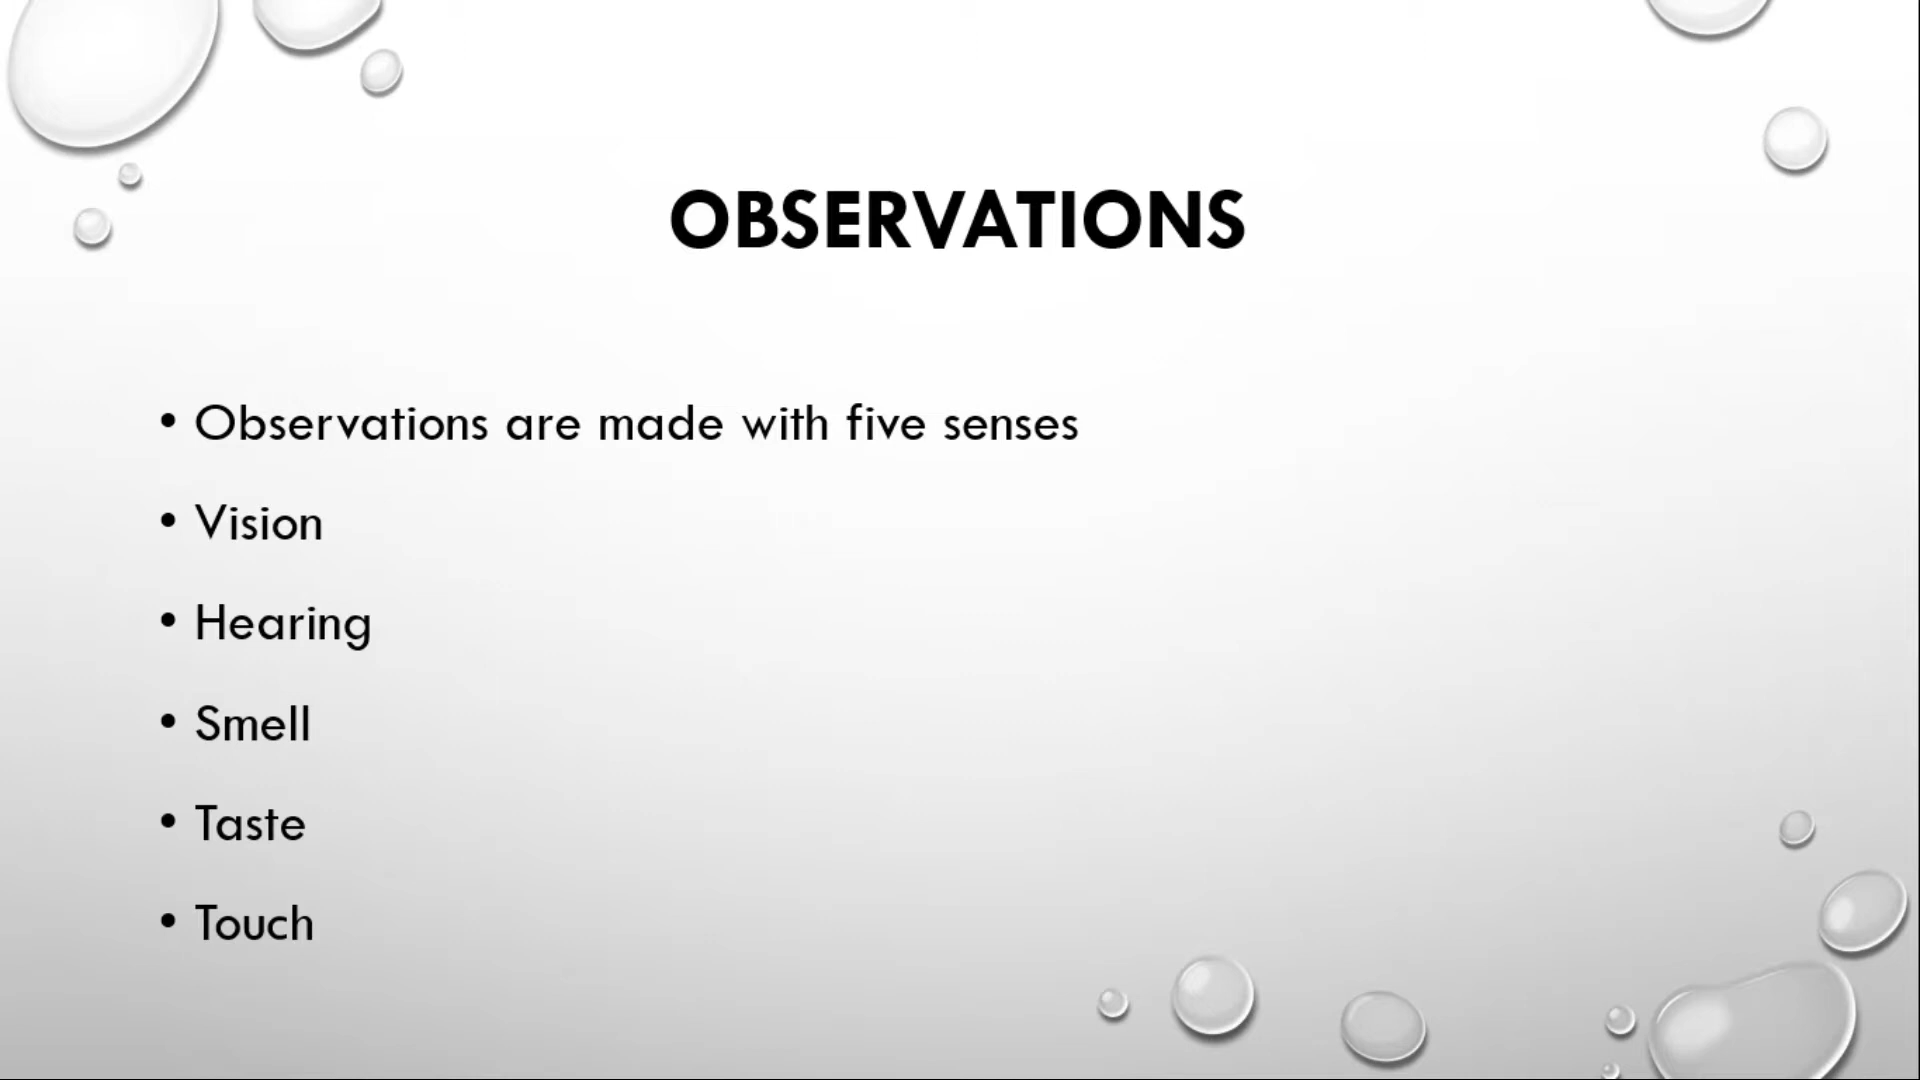 OBSERVATIONS
• Observations are made with five senses
• Vision
• Hearing
• Smell
• Taste
• Touch